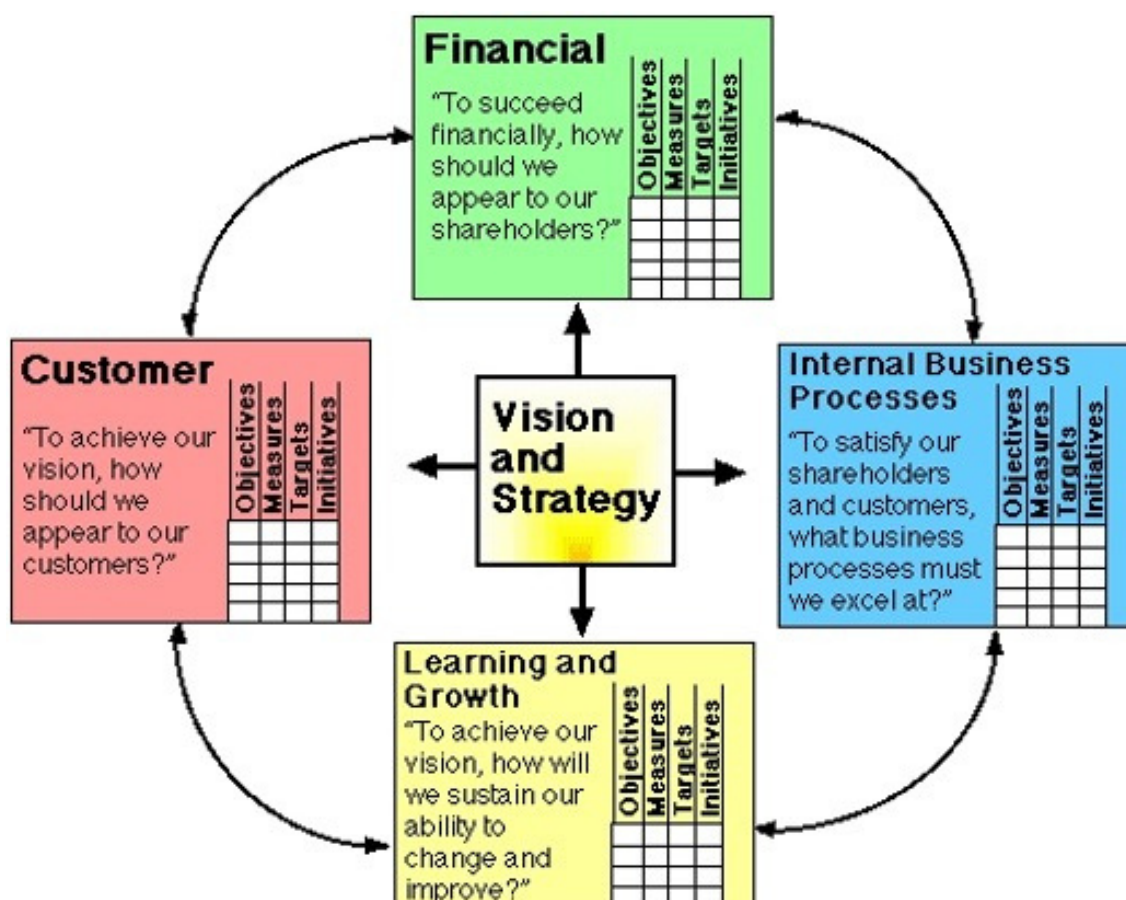 Financial
“To succeed
financially, how
should we
appear to our
shareholders?”
Objectives
Measures
Targets
Initiatives
Customer
“To achieve our
vision, how
should we
appear to our
customers?”
Objectives
Measures
Targets
Initiatives
Vision
and
Strategy
Internal Business
Processes
“To satisfy our
shareholders
and customers,
what business
processes must
we excel at?”
Objectives
Measures
Targets
Initiatives
Learning and
Growth
“To achieve our
vision, how will
we sustain our
ability to
change and
improve?”
Objectives
Measures
Targets
Initiatives